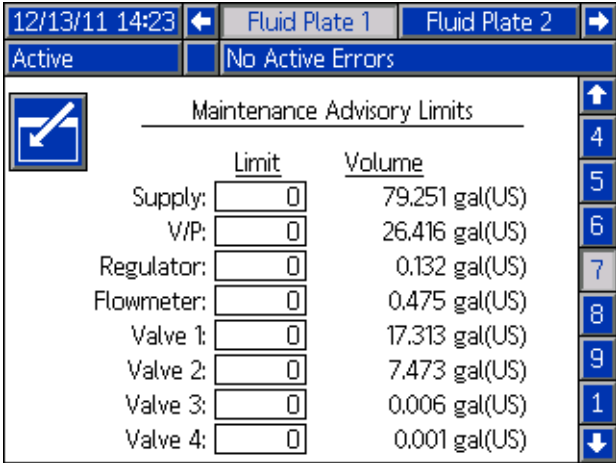 12/13/11 14:23 Fluid Plate 1 Fluid Plate 2
Active No Active Errors
Maintenance Advisory Limits
Limit Volume
Supply: 0 79.251 gal(US)
V/P: 0 26.416 gal(US)
Regulator: 0 0.132 gal(US)
Flowmeter: 0 0.475 gal(US)
Valve 1: 0 17.313 gal(US)
Valve 2: 0 7.473 gal(US)
Valve 3: 0 0.006 gal(US)
Valve 4: 0 0.001 gal(US)
4
5
6
7
8
9
1